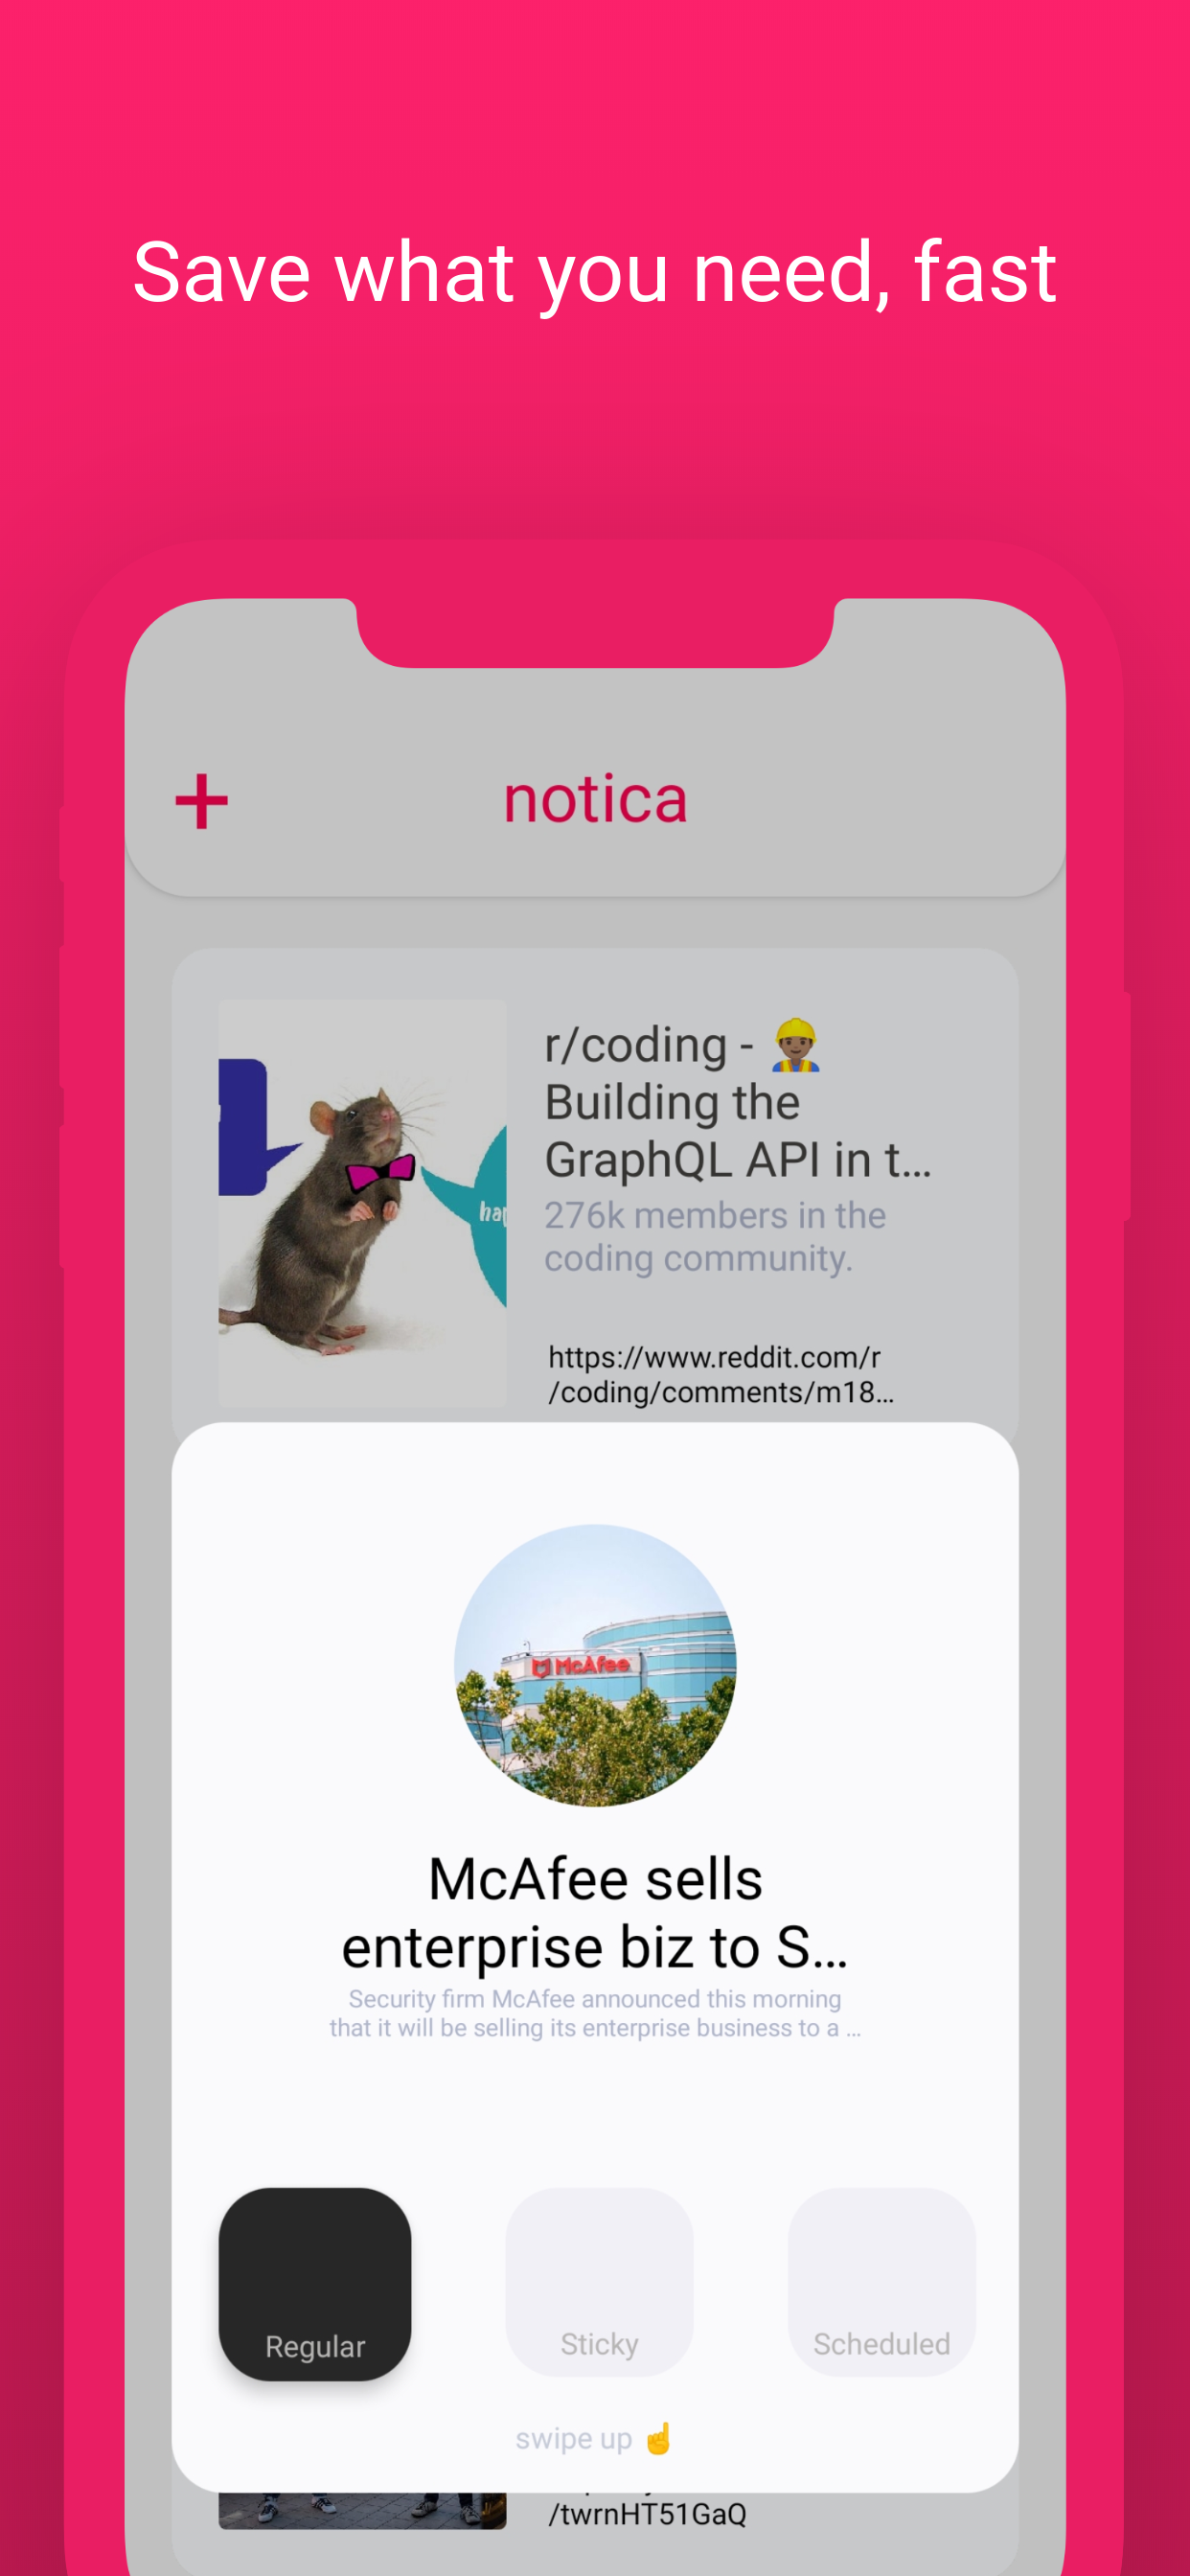 Save what you need, fast
notica
r/coding - 👷🏽
Building the
GraphQL API in t...
276k members in the
coding community.
https://www.reddit.com/r
/coding/comments/m18...
McAfee
McAfee sells
enterprise biz to S...
Security firm McAfee announced this morning
that it will be selling its enterprise business to a ...
Regular
Sticky
Scheduled
swipe up ☝️
/twrnHT51GaQ